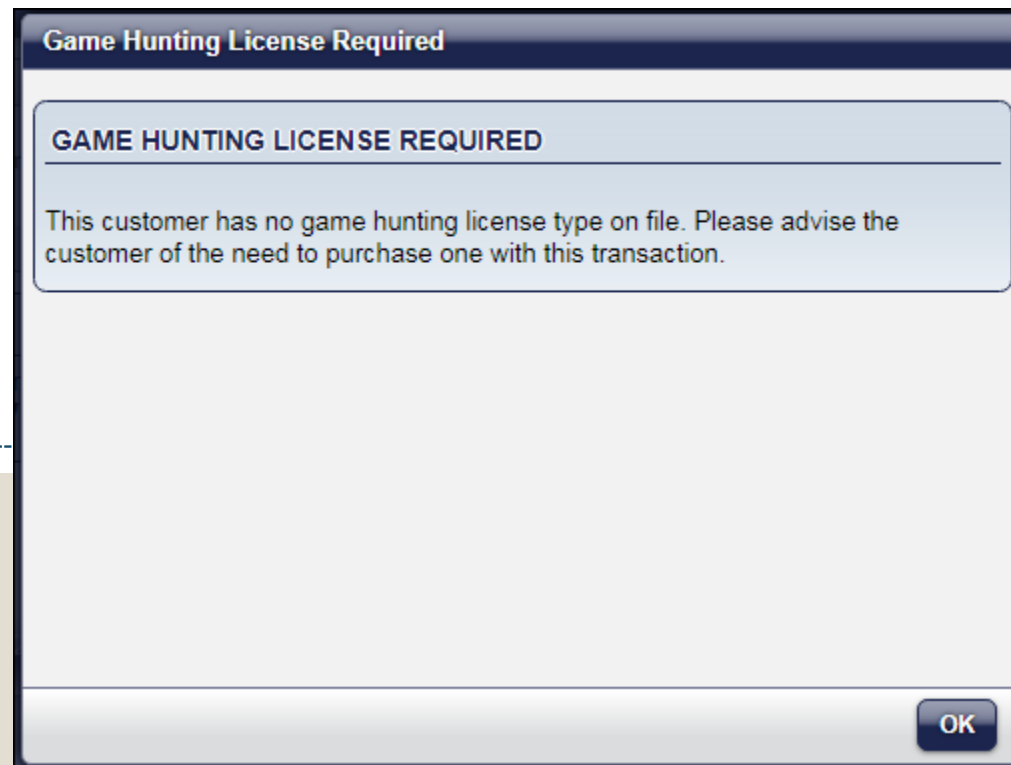 Game Hunting License Required
GAME HUNTING LICENSE REQUIRED
This customer has no game hunting license type on file. Please advise the
customer of the need to purchase one with this transaction.
OK